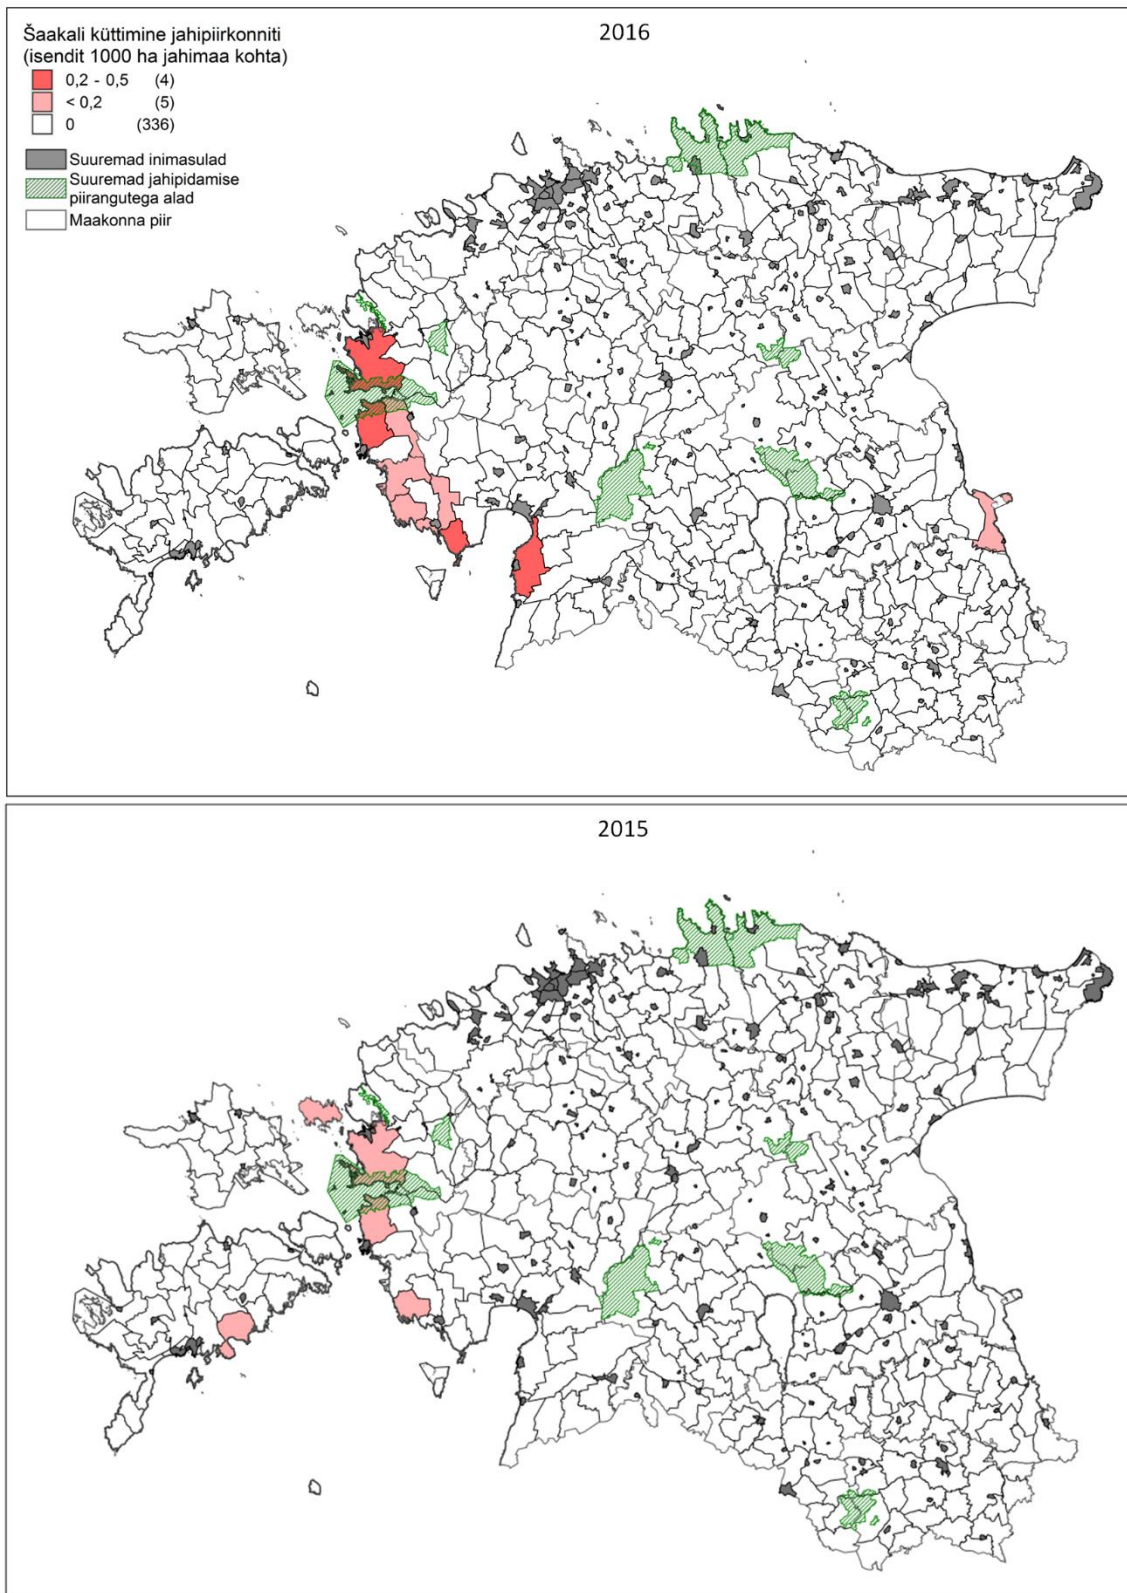 2016
Šaakali küttimine jahipiirkonniti
(isendit 1000 ha jahimaa kohta)
0,2 - 0,5 (4)
< 0,2 (5)
0 (336)
Suuremad inimasulad
Suuremad jahipidamise
piirangutega alad
Maakonna piir
2015